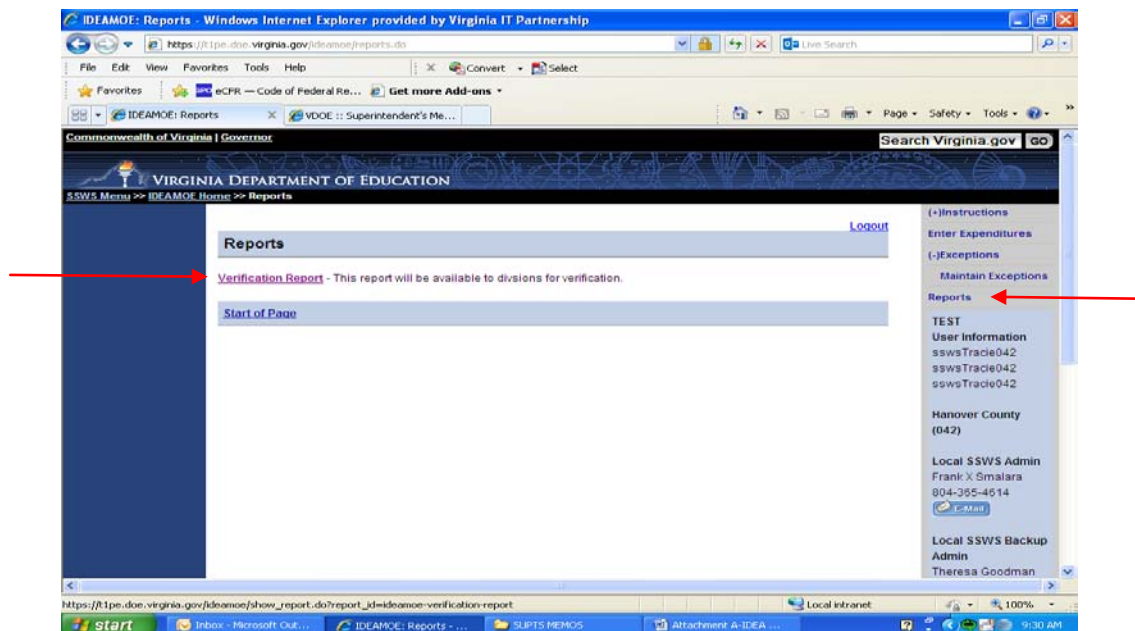 IDEAMOE: Reports - Windows Internet Explorer provided by Virginia IT Partnership
https://t1pe.doe.virginia.gov/ideamoe/reports.do
Live Search
File Edit View Favorites Tools Help
Convert Select
Favorites eCFR — Code of Federal Re... Get more Add-ons
IDEAMOE: Reports VDOE :: Superintendent's Me... Page Safety Tools
Commonwealth of Virginia | Governor
Search Virginia.gov GO
VIRGINIA DEPARTMENT OF EDUCATION
SSWS Menu >> IDEAMOE Home >> Reports
Logout
Reports
Verification Report - This report will be available to divsions for verification.
Start of Page
(+)Instructions
Enter Expenditures
(-)Exceptions
Maintain Exceptions
Reports
TEST
User Information
sswsTracie042
sswsTracie042
sswsTracie042
Hanover County
(042)
Local SSWS Admin
Frank X Smalara
804-365-4614
E-Mail
Local SSWS Backup
Admin
Theresa Goodman
https://t1pe.doe.virginia.gov/ideamoe/show_report.do?report_id=ideamoe-verification-report
Local intranet 100%
start Inbox - Microsoft Out... IDEAMOE: Reports - ... SUPTS MEMOS Attachment A-IDEA ... 9:30 AM